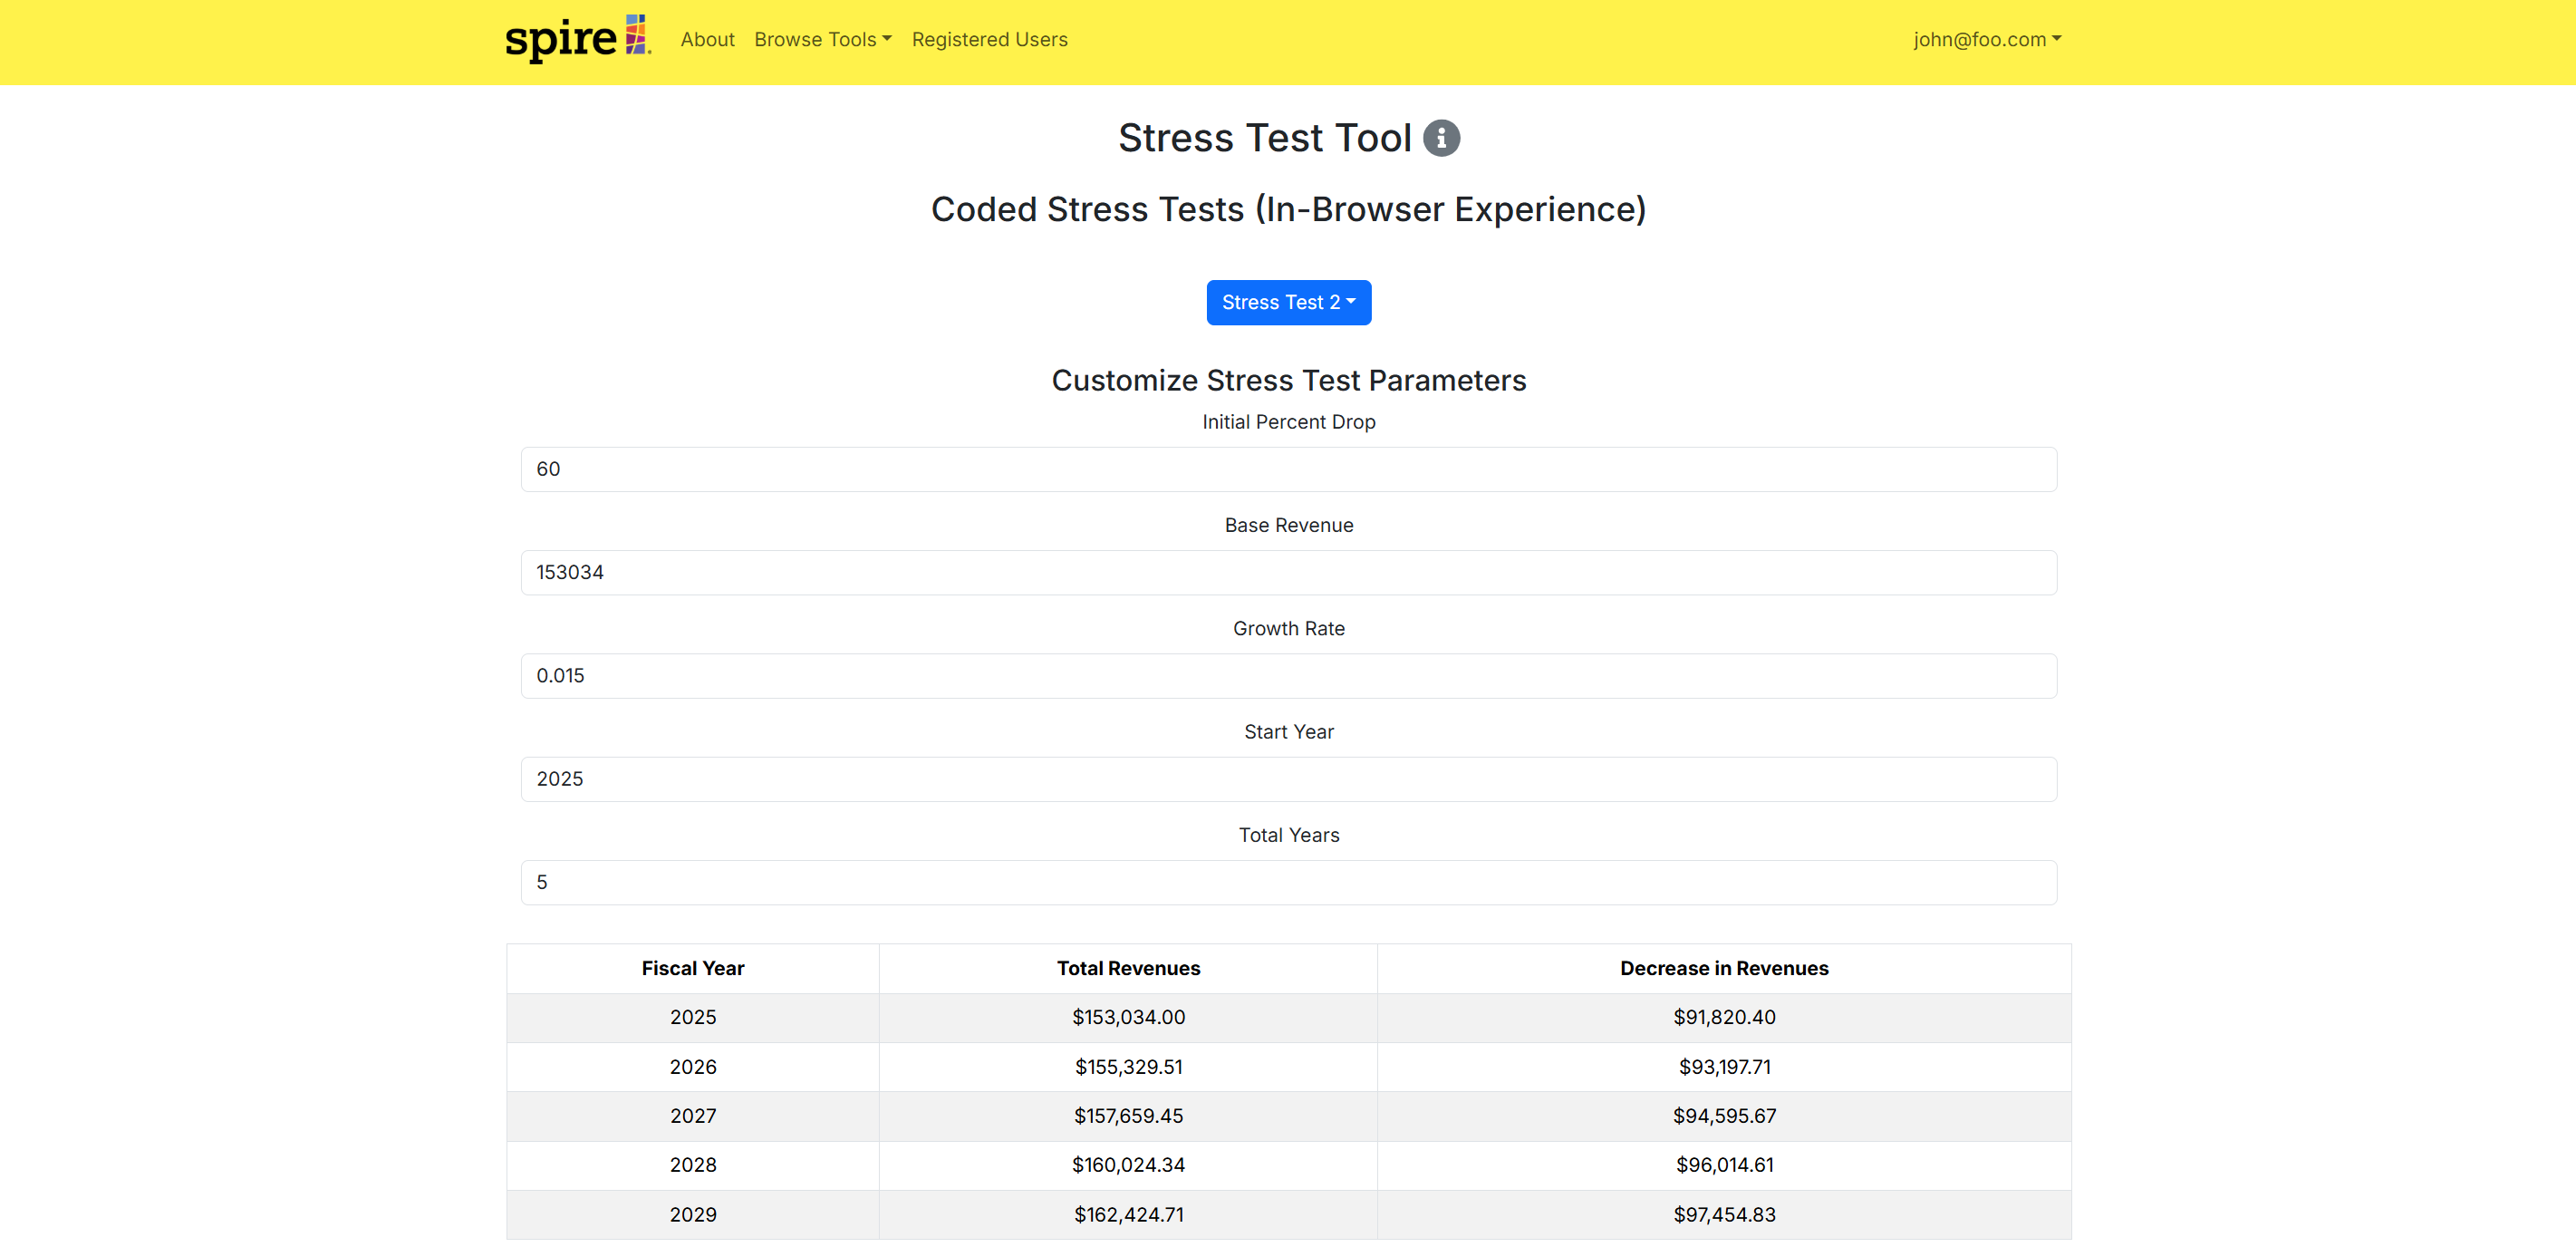 spire About Browse Tools Registered Users john@foo.com
Stress Test Tool
Coded Stress Tests (In-Browser Experience)
Stress Test 2
Customize Stress Test Parameters
Initial Percent Drop
60
Base Revenue
153034
Growth Rate
0.015
Start Year
2025
Total Years
5
Fiscal Year Total Revenues Decrease in Revenues
2025 $153,034.00 $91,820.40
2026 $155,329.51 $93,197.71
2027 $157,659.45 $94,595.67
2028 $160,024.34 $96,014.61
2029 $162,424.71 $97,454.83